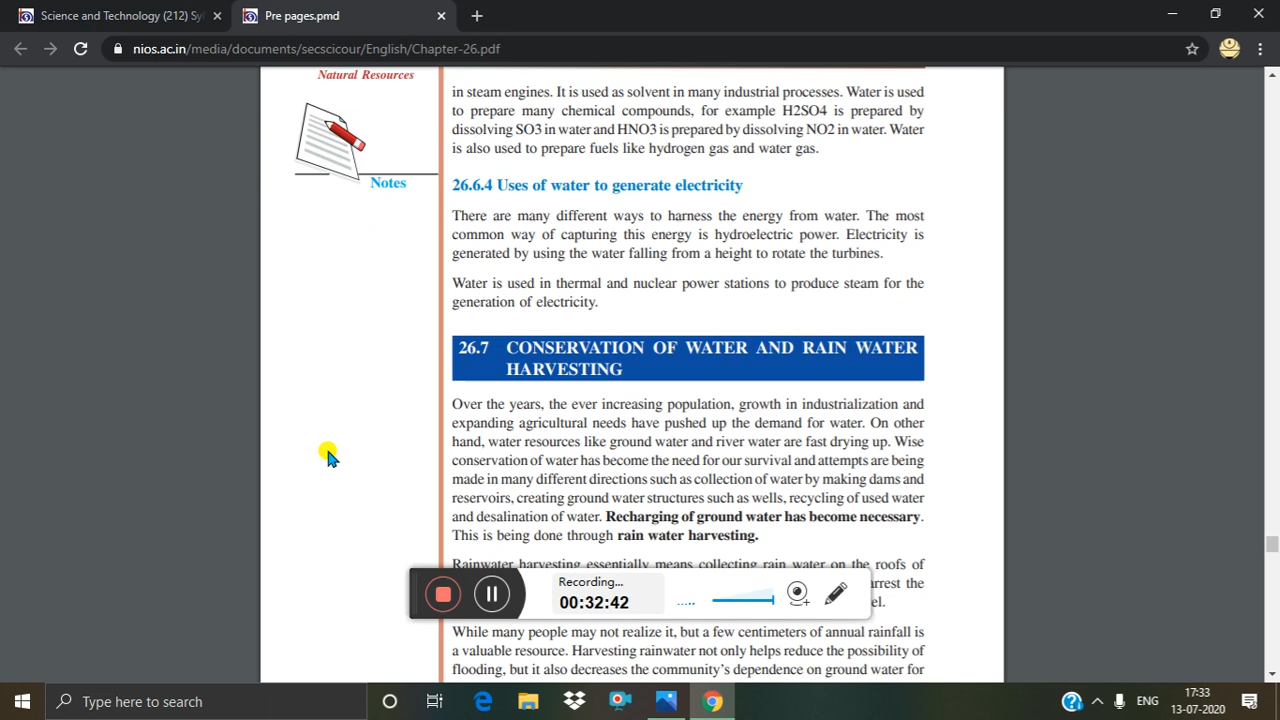 Science and Technology (212) Syl
Pre pages.pmd
nios.ac.in/media/documents/secscicour/English/Chapter-26.pdf
Natural Resources
Notes
in steam engines. It is used as solvent in many industrial processes. Water is used
to prepare many chemical compounds, for example H2SO4 is prepared by
dissolving SO3 in water and HNO3 is prepared by dissolving NO2 in water. Water
is also used to prepare fuels like hydrogen gas and water gas.
26.6.4 Uses of water to generate electricity
There are many different ways to harness the energy from water. The most
common way of capturing this energy is hydroelectric power. Electricity is
generated by using the water falling from a height to rotate the turbines.
Water is used in thermal and nuclear power stations to produce steam for the
generation of electricity.
26.7 CONSERVATION OF WATER AND RAIN WATER
HARVESTING
Over the years, the ever increasing population, growth in industrialization and
expanding agricultural needs have pushed up the demand for water. On other
hand, water resources like ground water and river water are fast drying up. Wise
conservation of water has become the need for our survival and attempts are being
made in many different directions such as collection of water by making dams and
reservoirs, creating ground water structures such as wells, recycling of used water
and desalination of water. Recharging of ground water has become necessary.
This is being done through rain water harvesting.
Rainwater harvesting essentially means collecting rain water on the roofs of
arrest the
el.
Recording...
00:32:42
While many people may not realize it, but a few centimeters of annual rainfall is
a valuable resource. Harvesting rainwater not only helps reduce the possibility of
flooding, but it also decreases the community's dependence on ground water for
Type here to search
ENG
17:33
13-07-2020